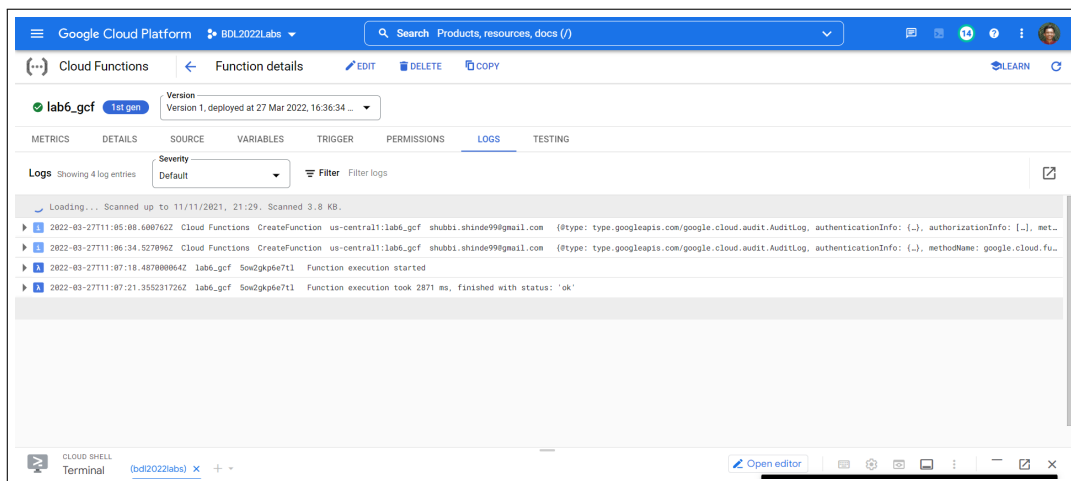 Google Cloud Platform BDL2022Labs Search Products, resources, docs (/) 14
Cloud Functions Function details EDIT DELETE COPY LEARN
lab6_gcf 1st gen Version
Version 1, deployed at 27 Mar 2022, 16:36:34 ...
METRICS DETAILS SOURCE VARIABLES TRIGGER PERMISSIONS LOGS TESTING
Logs Showing 4 log entries Severity
Default Filter Filter logs
Loading... Scanned up to 11/11/2021, 21:29. Scanned 3.8 KB.
2022-03-27T11:05:08.600762Z Cloud Functions CreateFunction us-central1:lab6_gcf shubbi.shinde99@gmail.com {@type: type.googleapis.com/google.cloud.audit.AuditLog, authenticationInfo: {…}, authorizationInfo: […], met…
2022-03-27T11:06:34.527096Z Cloud Functions CreateFunction us-central1:lab6_gcf shubbi.shinde99@gmail.com {@type: type.googleapis.com/google.cloud.audit.AuditLog, authenticationInfo: {…}, methodName: google.cloud.fu…
2022-03-27T11:07:18.487000064Z lab6_gcf 5ow2gkp6e7tl Function execution started
2022-03-27T11:07:21.355231726Z lab6_gcf 5ow2gkp6e7tl Function execution took 2871 ms, finished with status: 'ok'
CLOUD SHELL
Terminal (bdl2022labs) Open editor